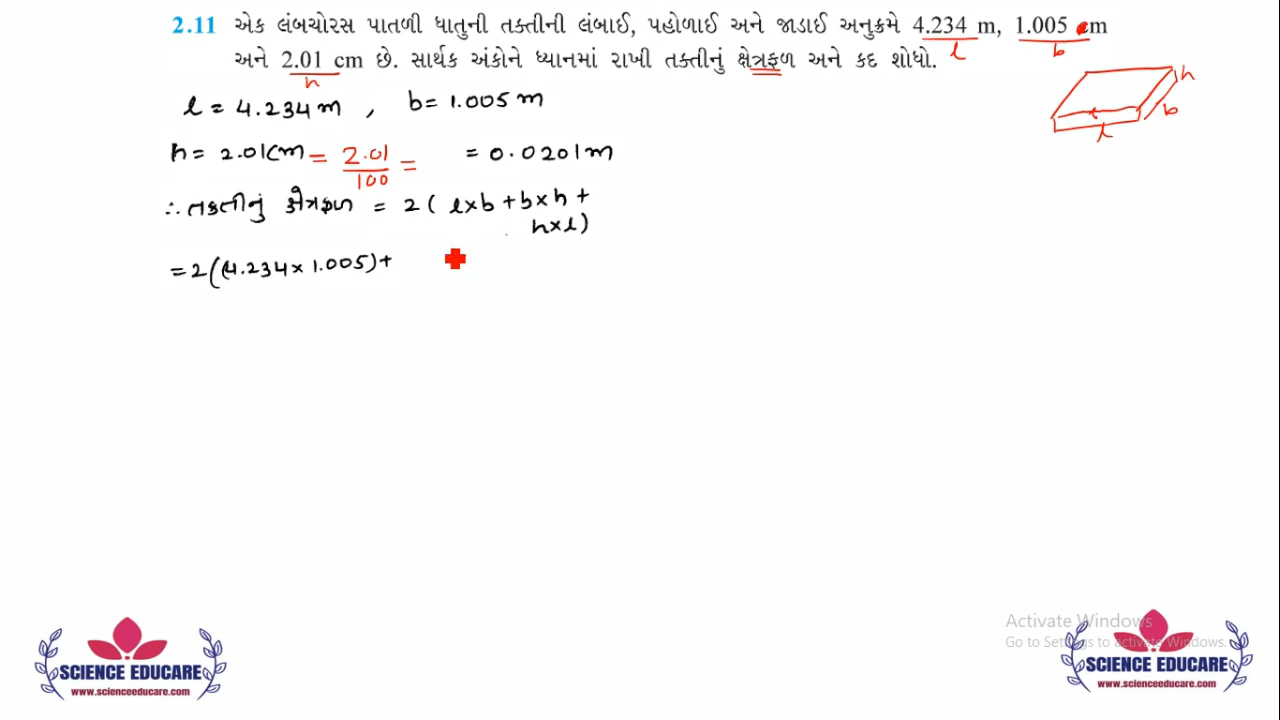 2.11 એક લંબચોરસ પાતળી ધાતુની તક્તીની લંબાઈ, પહોળાઈ અને જાડાઈ અનુક્રમે 4.234 m, 1.005 m
અને 2.01 cm છે. સાર્થક અંકોને ધ્યાનમાં રાખી તક્તીનું ક્ષેત્રફળ અને કદ શોધો.
l
b
h
h
b
t
l
l = 4.234 m , b = 1.005 m
h = 2.01 cm = 2.01/100 = = 0.0201 m
∴ તકતીનું ક્ષેત્રફળ = 2 ( l×b + b×h +
h×l)
= 2((4.234 × 1.005) +
Activate Windows
Go to Settings to activate Windows.
SCIENCE EDUCARE
www.scienceeducare.com
SCIENCE EDUCARE
www.scienceeducare.com